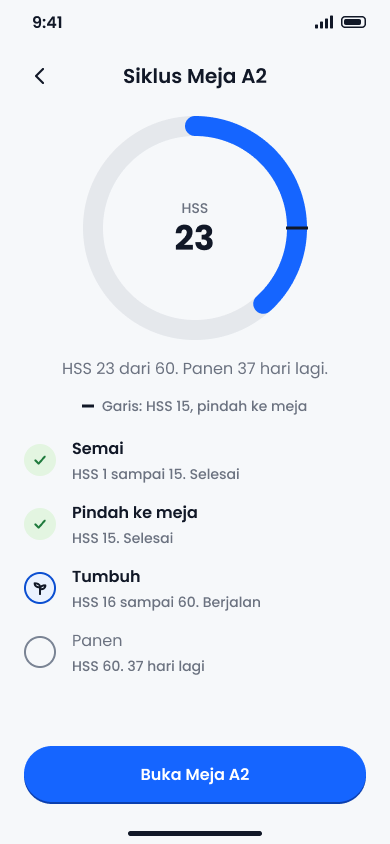 9:41
Siklus Meja A2
HSS
23
HSS 23 dari 60. Panen 37 hari lagi.
Garis: HSS 15, pindah ke meja
Semai
HSS 1 sampai 15. Selesai
Pindah ke meja
HSS 15. Selesai
Tumbuh
HSS 16 sampai 60. Berjalan
Panen
HSS 60. 37 hari lagi
Buka Meja A2